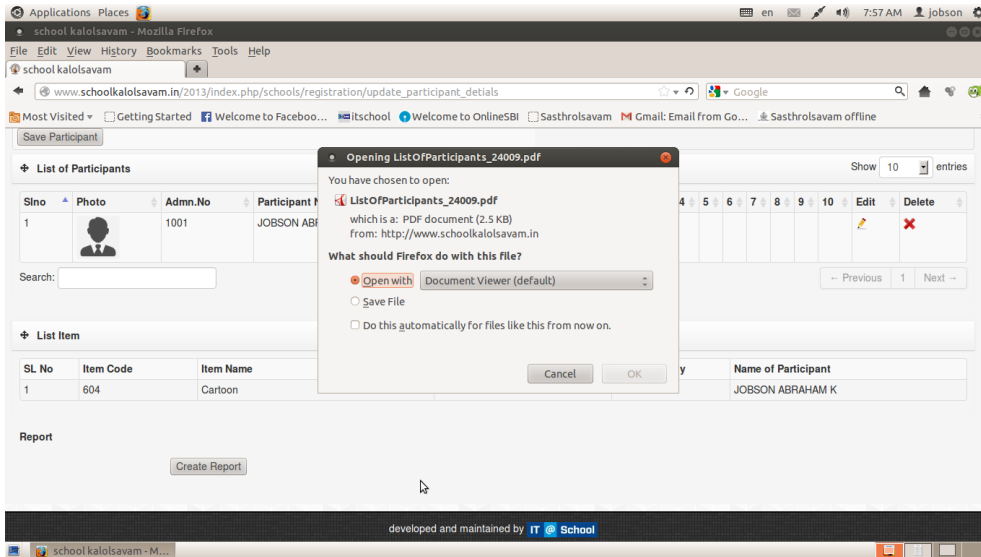 Applications Places en 7:57 AM jobson
school kalolsavam - Mozilla Firefox
File Edit View History Bookmarks Tools Help
school kalolsavam
www.schoolkalolsavam.in/2013/index.php/schools/registration/update_participant_detials Google
Most Visited Getting Started Welcome to Faceboo... itschool Welcome to OnlineSBI Sasthrolsavam Gmail: Email from Go... Sasthrolsavam offline
Save Participant
Opening ListOfParticipants_24009.pdf
List of Participants Show 10 entries
You have chosen to open:
Slno Photo Admn.No Participant 4 5 6 7 8 9 10 Edit Delete
ListOfParticipants_24009.pdf
1 1001 JOBSON
which is a: PDF document (2.5 KB)
from: http://www.schoolkalolsavam.in
What should Firefox do with this file?
Search: ← Previous 1 Next →
Open with Document Viewer (default)
Save File
Do this automatically for files like this from now on.
List Item
SL No Item Code Item Name Name of Participant
Cancel OK
1 604 Cartoon JOBSON ABRAHAM K
Report
Create Report
developed and maintained by IT @ School
school kalolsavam - M...